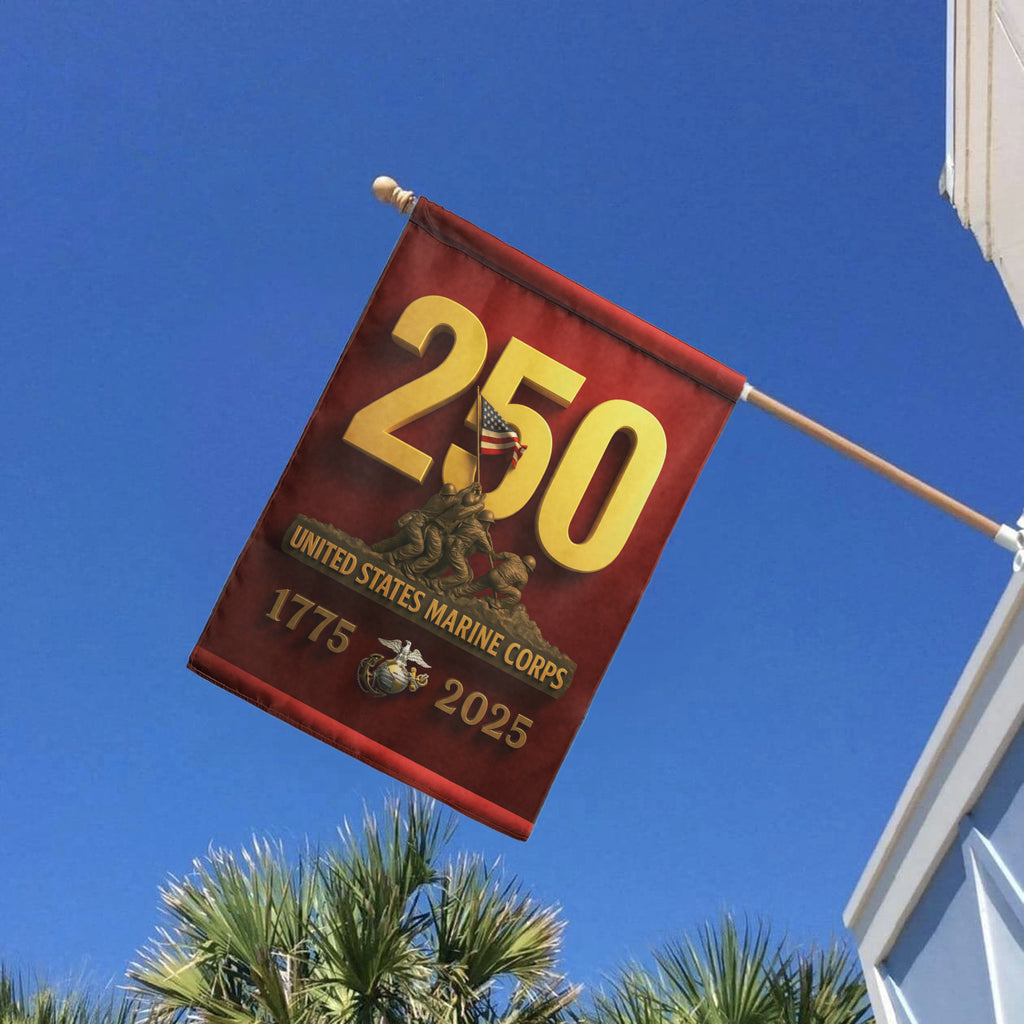 250
UNITED STATES MARINE CORPS
1775
2025